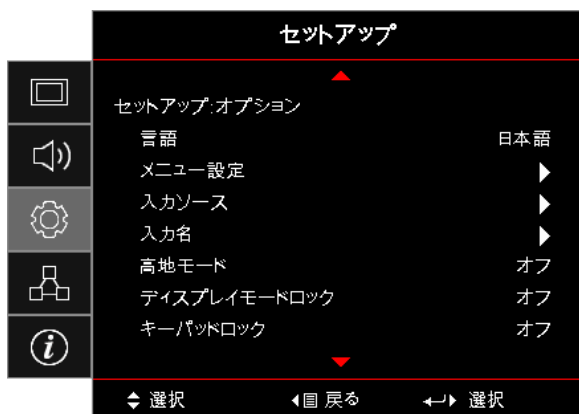 セットアップ
セットアップ:オプション
言語 日本語
メニュー設定
入力ソース
入力名
高地モード オフ
ディスプレイモードロック オフ
キーパッドロック オフ
選択 戻る 選択